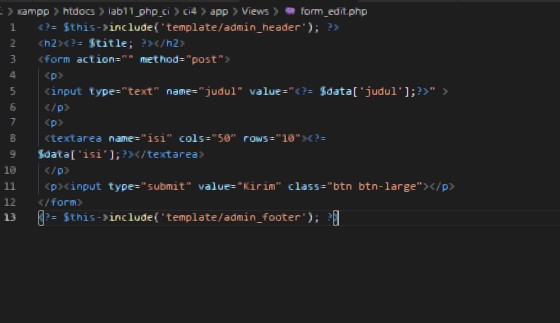 xampp > htdocs > lab11_php_ci > ci4 > app > Views > form_edit.php
1 <?= $this->include('template/admin_header'); ?>
2 <h2><?= $title; ?></h2>
3 <form action="" method="post">
4 <p>
5 <input type="text" name="judul" value="<?= $data['judul'];?>" >
6 </p>
7 <p>
8 <textarea name="isi" cols="50" rows="10"><?=
9 $data['isi'];?></textarea>
10 </p>
11 <p><input type="submit" value="Kirim" class="btn btn-large"></p>
12 </form>
13 <?= $this->include('template/admin_footer'); ?>